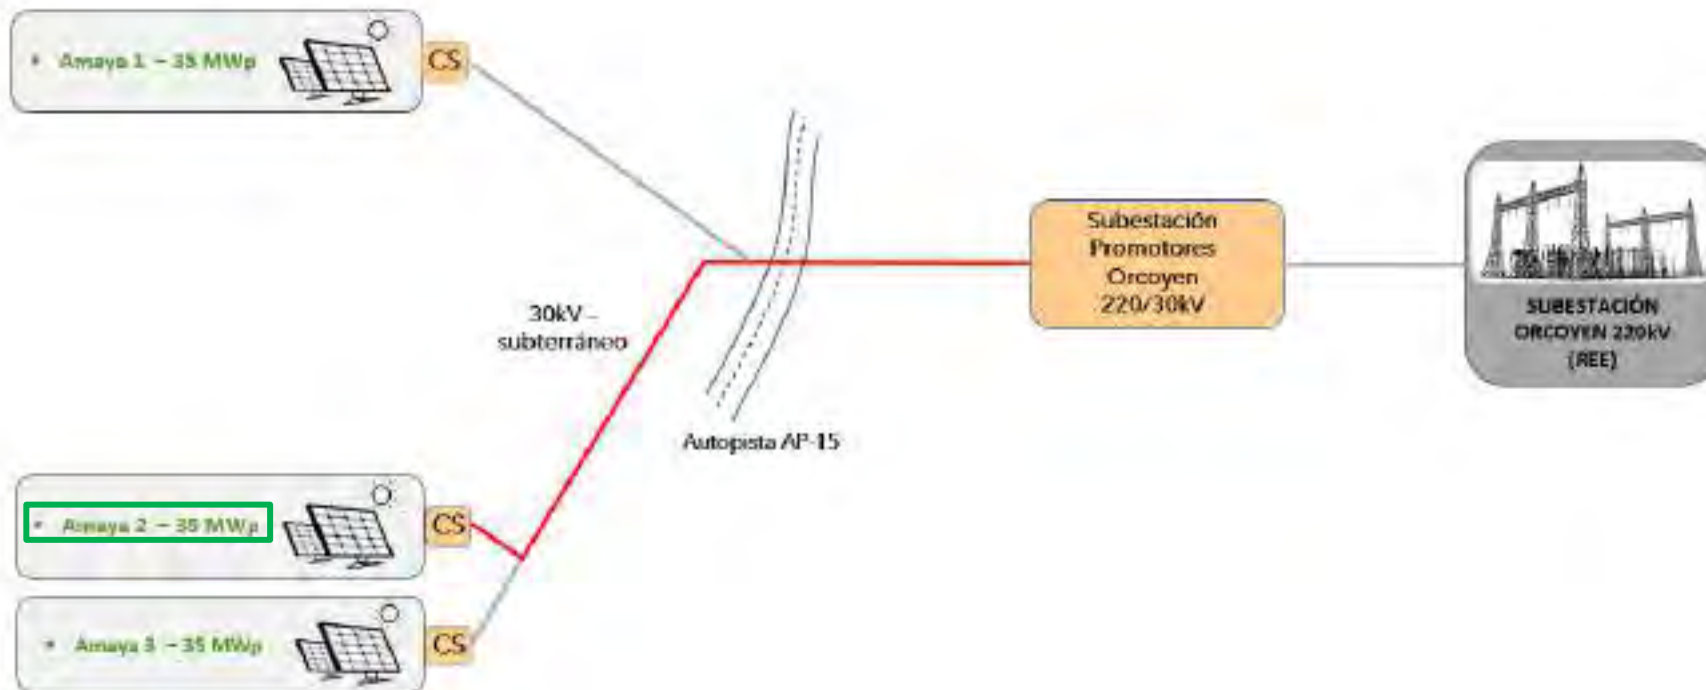 • Amaya 1 – 35 MWp
CS
30kV –
subterráneo
Autopista AP-15
Subestación
Promotores
Orcoyen
220/30kV
SUBESTACIÓN
ORCOYEN 220kV
(REE)
• Amaya 2 – 35 MWp
CS
• Amaya 3 – 35 MWp
CS